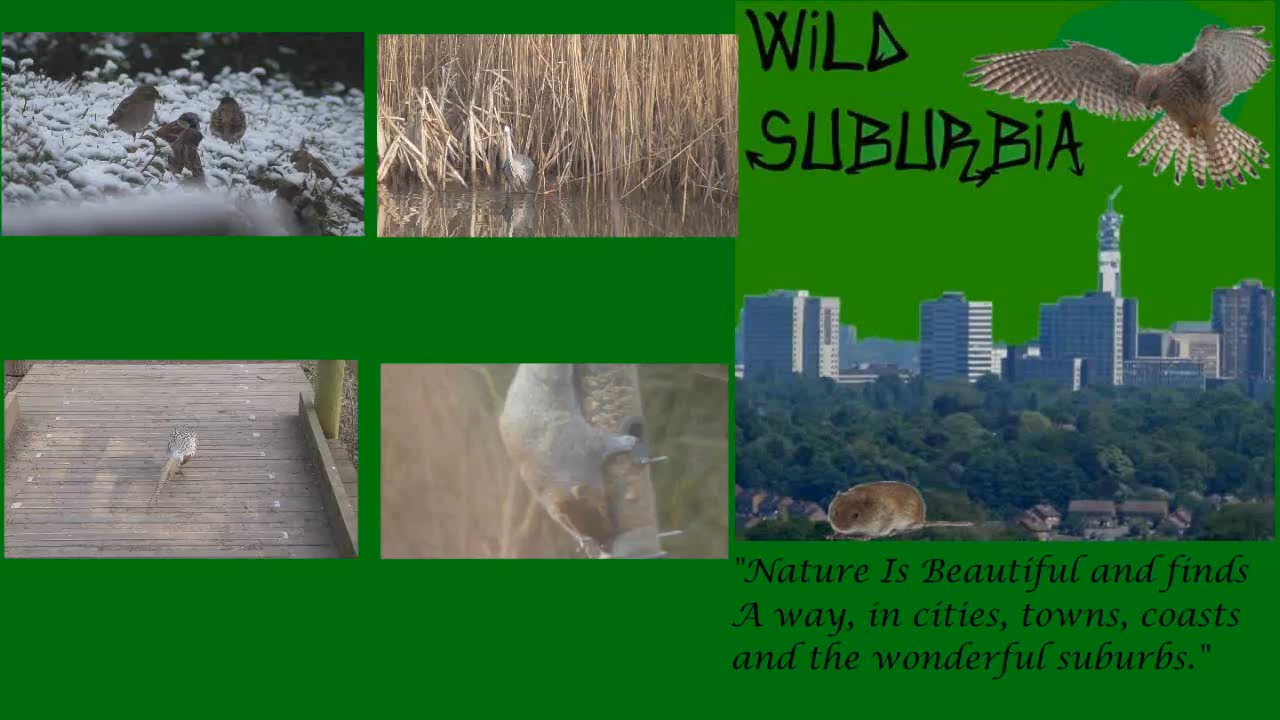 WiLD
SUBURBiA
"Nature Is Beautiful and finds
A way, in cities, towns, coasts
and the wonderful suburbs."